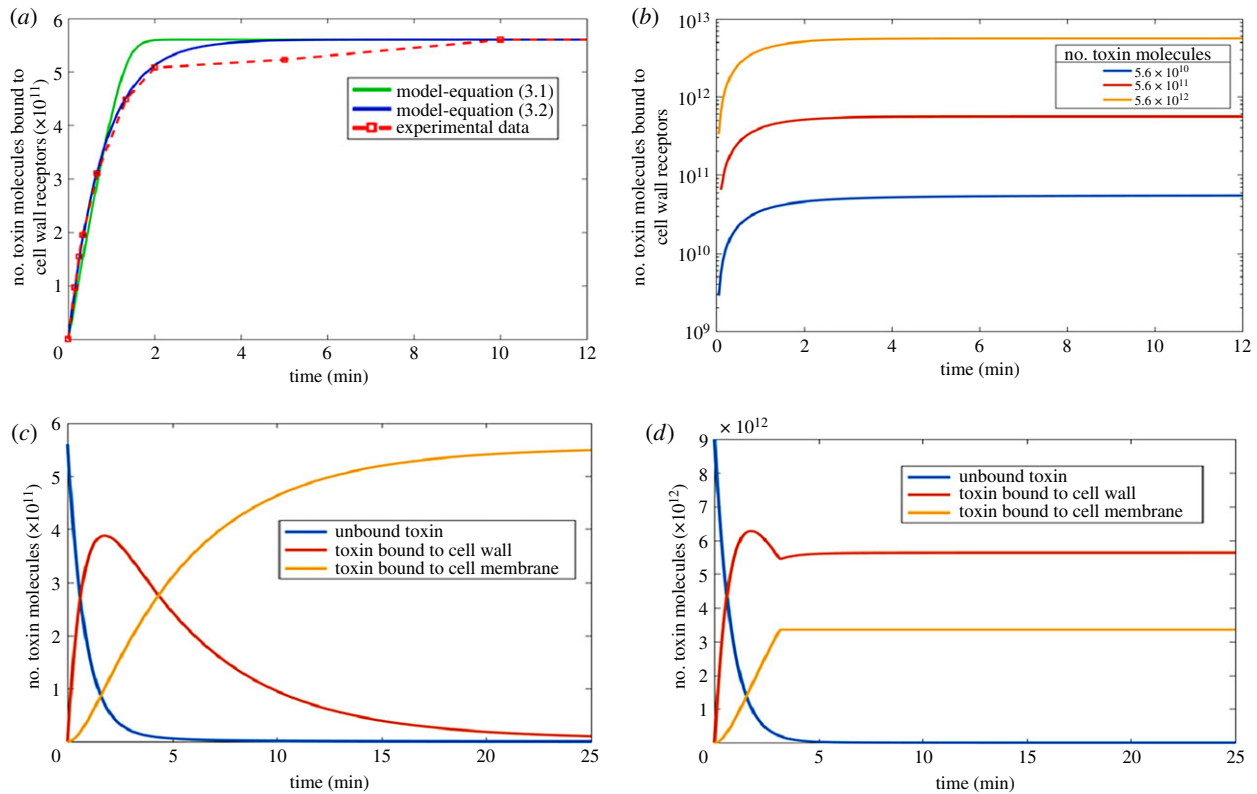 (a)
6
5
4
3
2
1
0
2
4
6
8
10
12
no. toxin molecules bound to
cell wall receptors (×10¹¹)
time (min)
model-equation (3.1)
model-equation (3.2)
experimental data
(b)
10¹³
10¹²
10¹¹
10¹⁰
10⁹
0
2
4
6
8
10
12
no. toxin molecules bound to
cell wall receptors
time (min)
no. toxin molecules
5.6 × 10¹⁰
5.6 × 10¹¹
5.6 × 10¹²
(c)
6
5
4
3
2
1
0
5
10
15
20
25
no. toxin molecules (×10¹¹)
time (min)
unbound toxin
toxin bound to cell wall
toxin bound to cell membrane
(d)
× 10¹²
9
8
7
6
5
4
3
2
1
0
5
10
15
20
25
no. toxin molecules (×10¹²)
time (min)
unbound toxin
toxin bound to cell wall
toxin bound to cell membrane